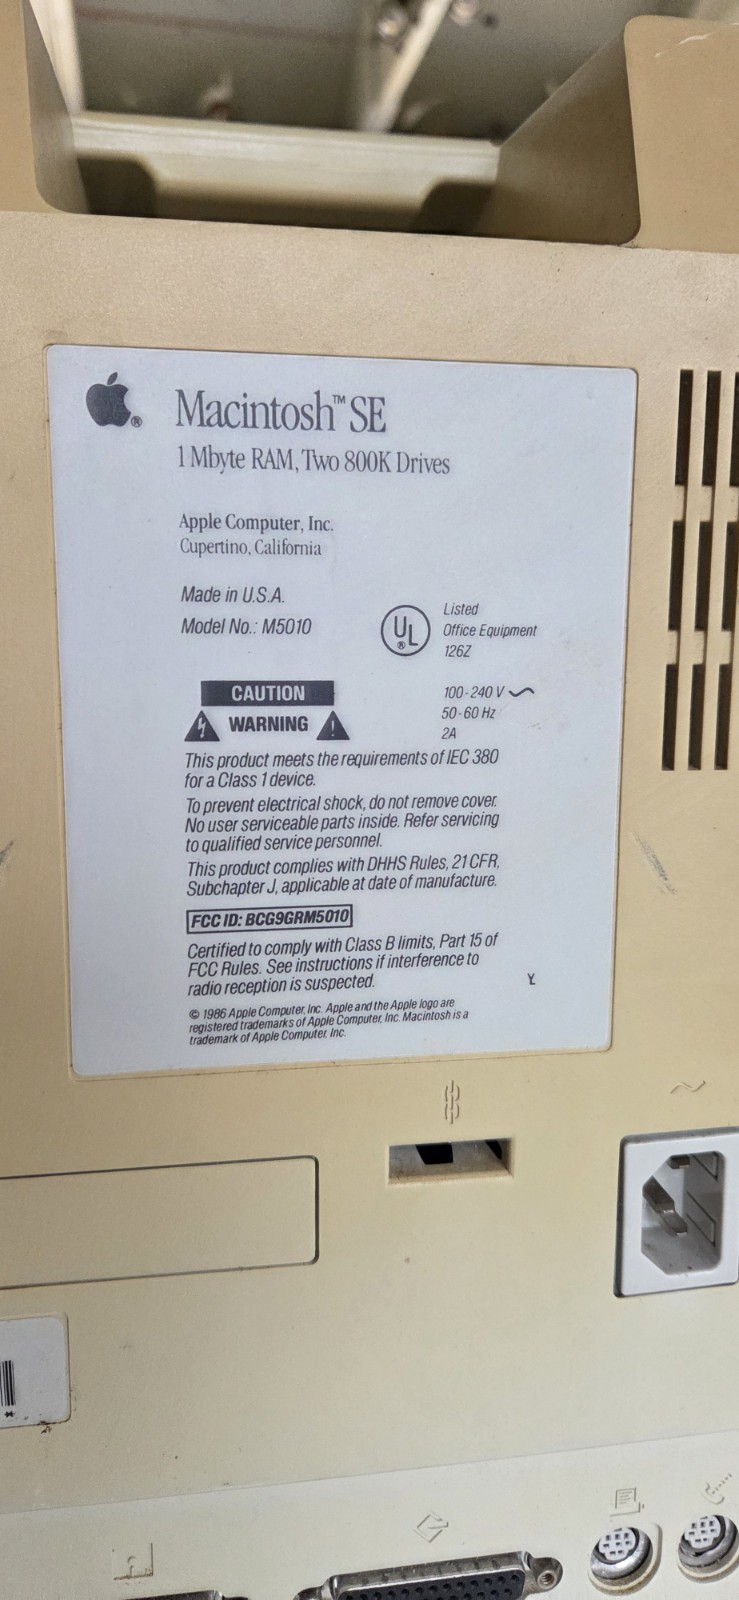 Macintosh™ SE
1 Mbyte RAM, Two 800K Drives
Apple Computer, Inc.
Cupertino, California
Made in U.S.A.
Model No.: M5010
UL®
Listed
Office Equipment
126Z
CAUTION
WARNING
100-240 V
50-60 Hz
2A
This product meets the requirements of IEC 380
for a Class 1 device.
To prevent electrical shock, do not remove cover.
No user serviceable parts inside. Refer servicing
to qualified service personnel.
This product complies with DHHS Rules, 21 CFR,
Subchapter J, applicable at date of manufacture.
FCC ID: BCG9GRM5010
Certified to comply with Class B limits, Part 15 of
FCC Rules. See instructions if interference to
radio reception is suspected.
Y
© 1986 Apple Computer, Inc. Apple and the Apple logo are
registered trademarks of Apple Computer, Inc. Macintosh is a
trademark of Apple Computer, Inc.
*